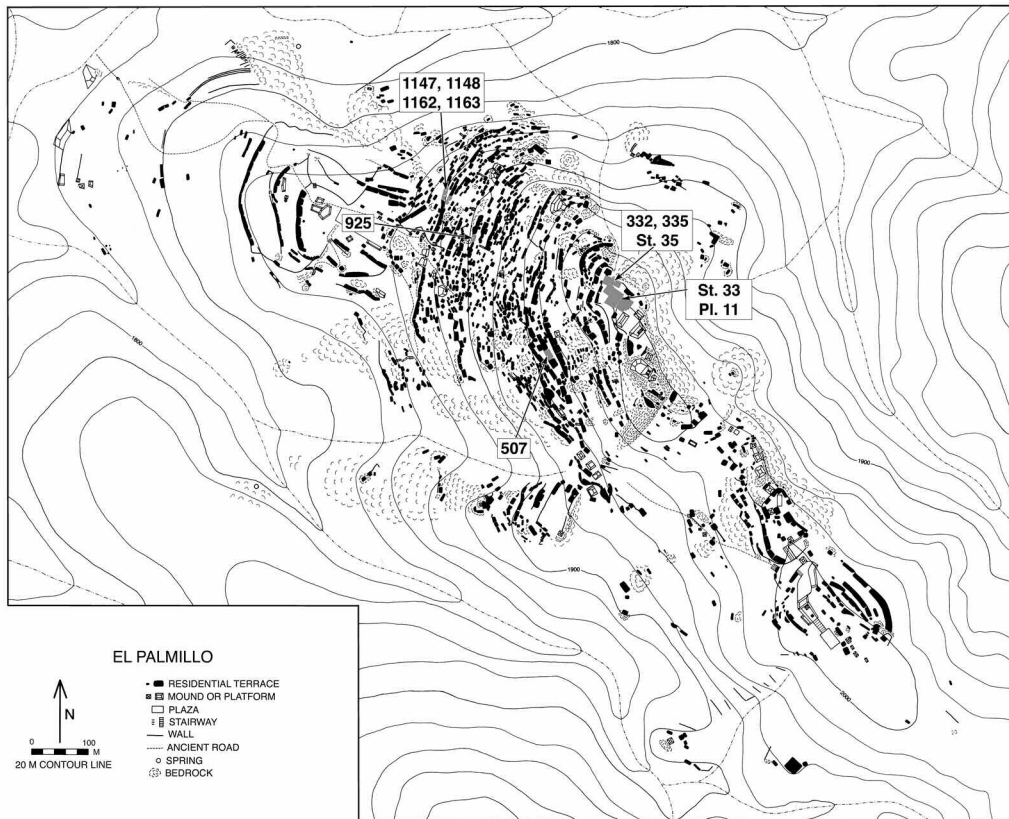 1800
1147, 1148
1162, 1163
925
332, 335
St. 35
St. 33
Pl. 11
1800
507
1900
1900
2000
EL PALMILLO
N
0 100
M
20 M CONTOUR LINE
RESIDENTIAL TERRACE
MOUND OR PLATFORM
PLAZA
STAIRWAY
WALL
ANCIENT ROAD
SPRING
BEDROCK